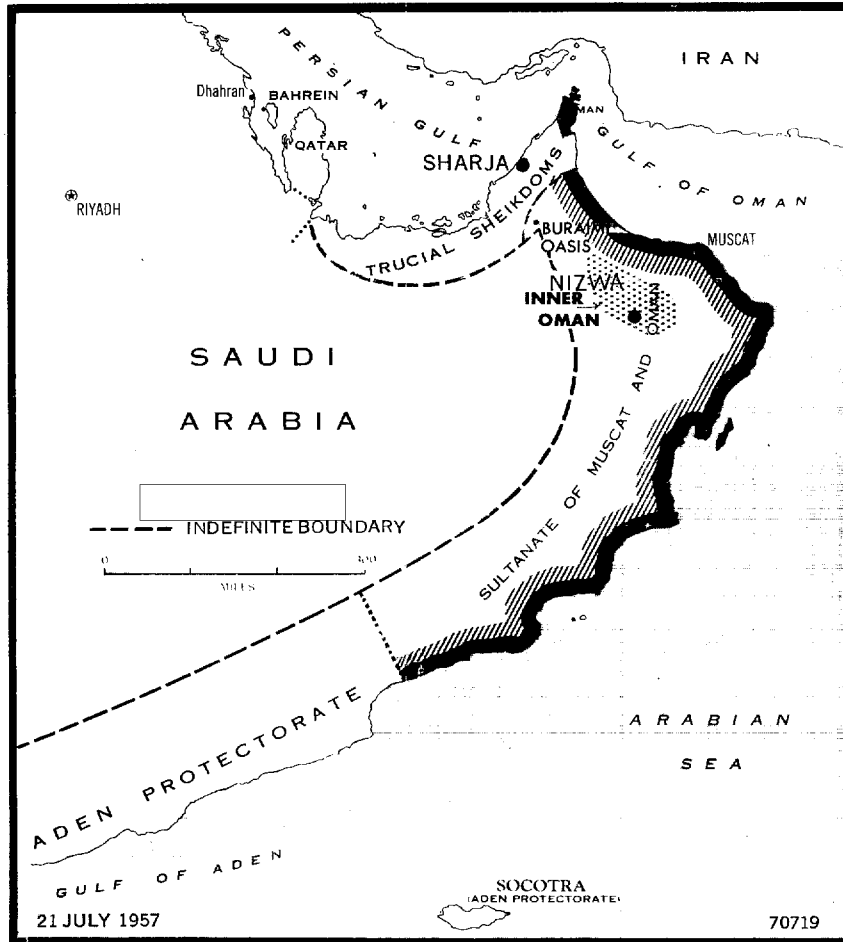 IRAN
PERSIAN GULF
Dhahran
BAHREIN
QATAR
SHARJA
GULF OF OMAN
RIYADH
TRUCIAL SHEIKDOMS
BURAIMI
OASIS
MUSCAT
NIZWA
INNER
OMAN
OMAN
SAUDI
ARABIA
SULTANATE OF MUSCAT AND
INDEFINITE BOUNDARY
0
MILES
ADEN PROTECTORATE
ARABIAN
SEA
GULF OF ADEN
SOCOTRA
(ADEN PROTECTORATE)
21 JULY 1957
70719